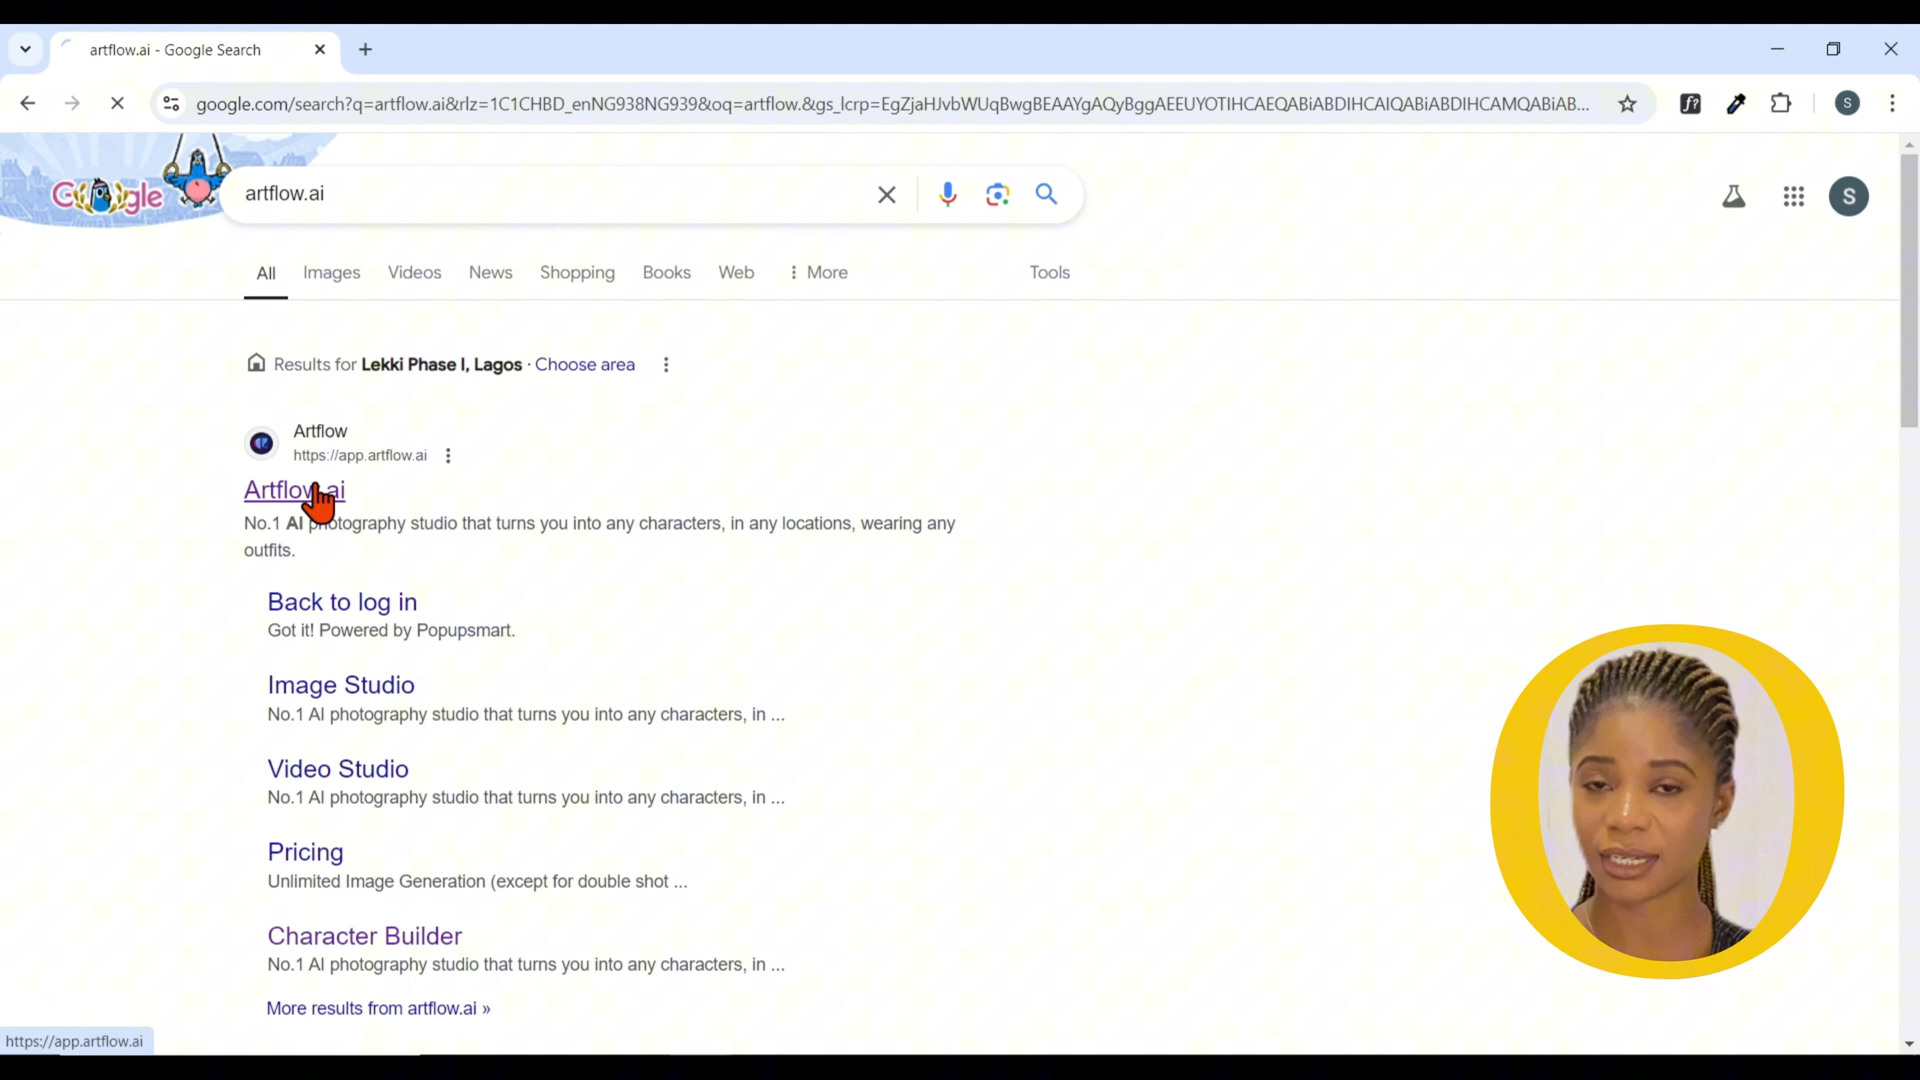 artflow.ai - Google Search
google.com/search?q=artflow.ai&rlz=1C1CHBD_enNG938NG939&oq=artflow.&gs_lcrp=EgZjaHJvbWUqBwgBEAAYgAQyBggAEEUYOTIHCAEQABiABDIHCAIQABiABDIHCAMQABiAB...
S
Google
artflow.ai
S
All Images Videos News Shopping Books Web More Tools
Results for Lekki Phase I, Lagos · Choose area
Artflow
https://app.artflow.ai
Artflow.ai
No.1 AI photography studio that turns you into any characters, in any locations, wearing any
outfits.
Back to log in
Got it! Powered by Popupsmart.
Image Studio
No.1 AI photography studio that turns you into any characters, in ...
Video Studio
No.1 AI photography studio that turns you into any characters, in ...
Pricing
Unlimited Image Generation (except for double shot ...
Character Builder
No.1 AI photography studio that turns you into any characters, in ...
More results from artflow.ai »
https://app.artflow.ai